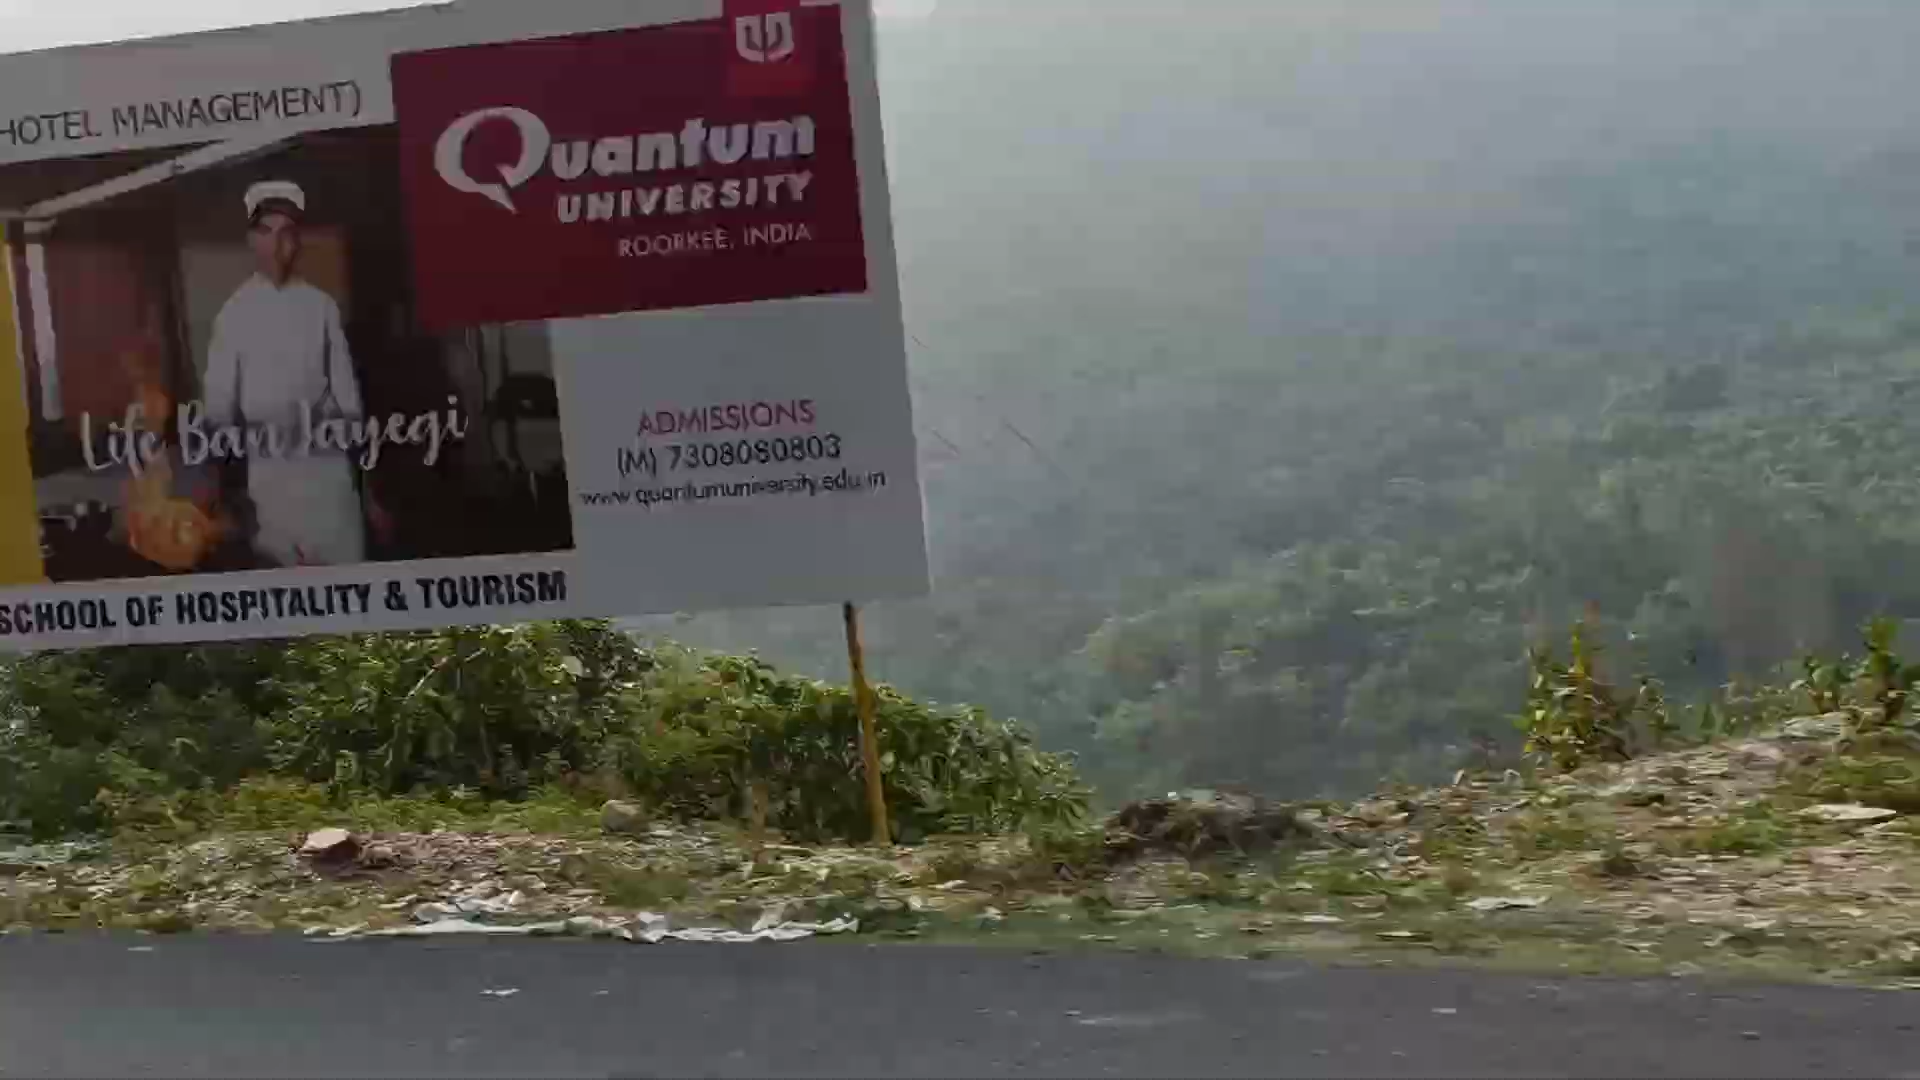 HOTEL MANAGEMENT)
Quantum
UNIVERSITY
ROORKEE, INDIA
Life Ban Jayegi
ADMISSIONS
(M) 7308080803
www.quantumuniversity.edu.in
SCHOOL OF HOSPITALITY & TOURISM